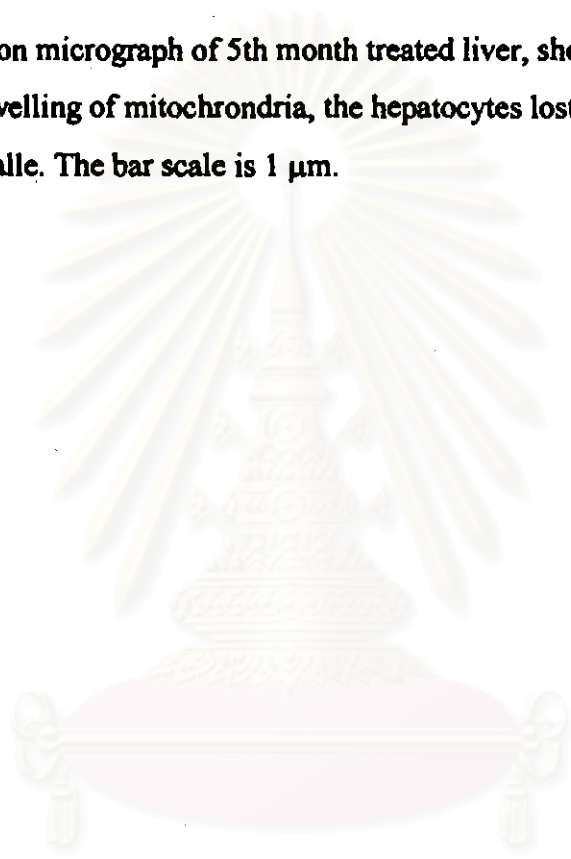 on micrograph of 5th month treated liver, sho
velling of mitochrondria, the hepatocytes lost
alle. The bar scale is 1 μm.